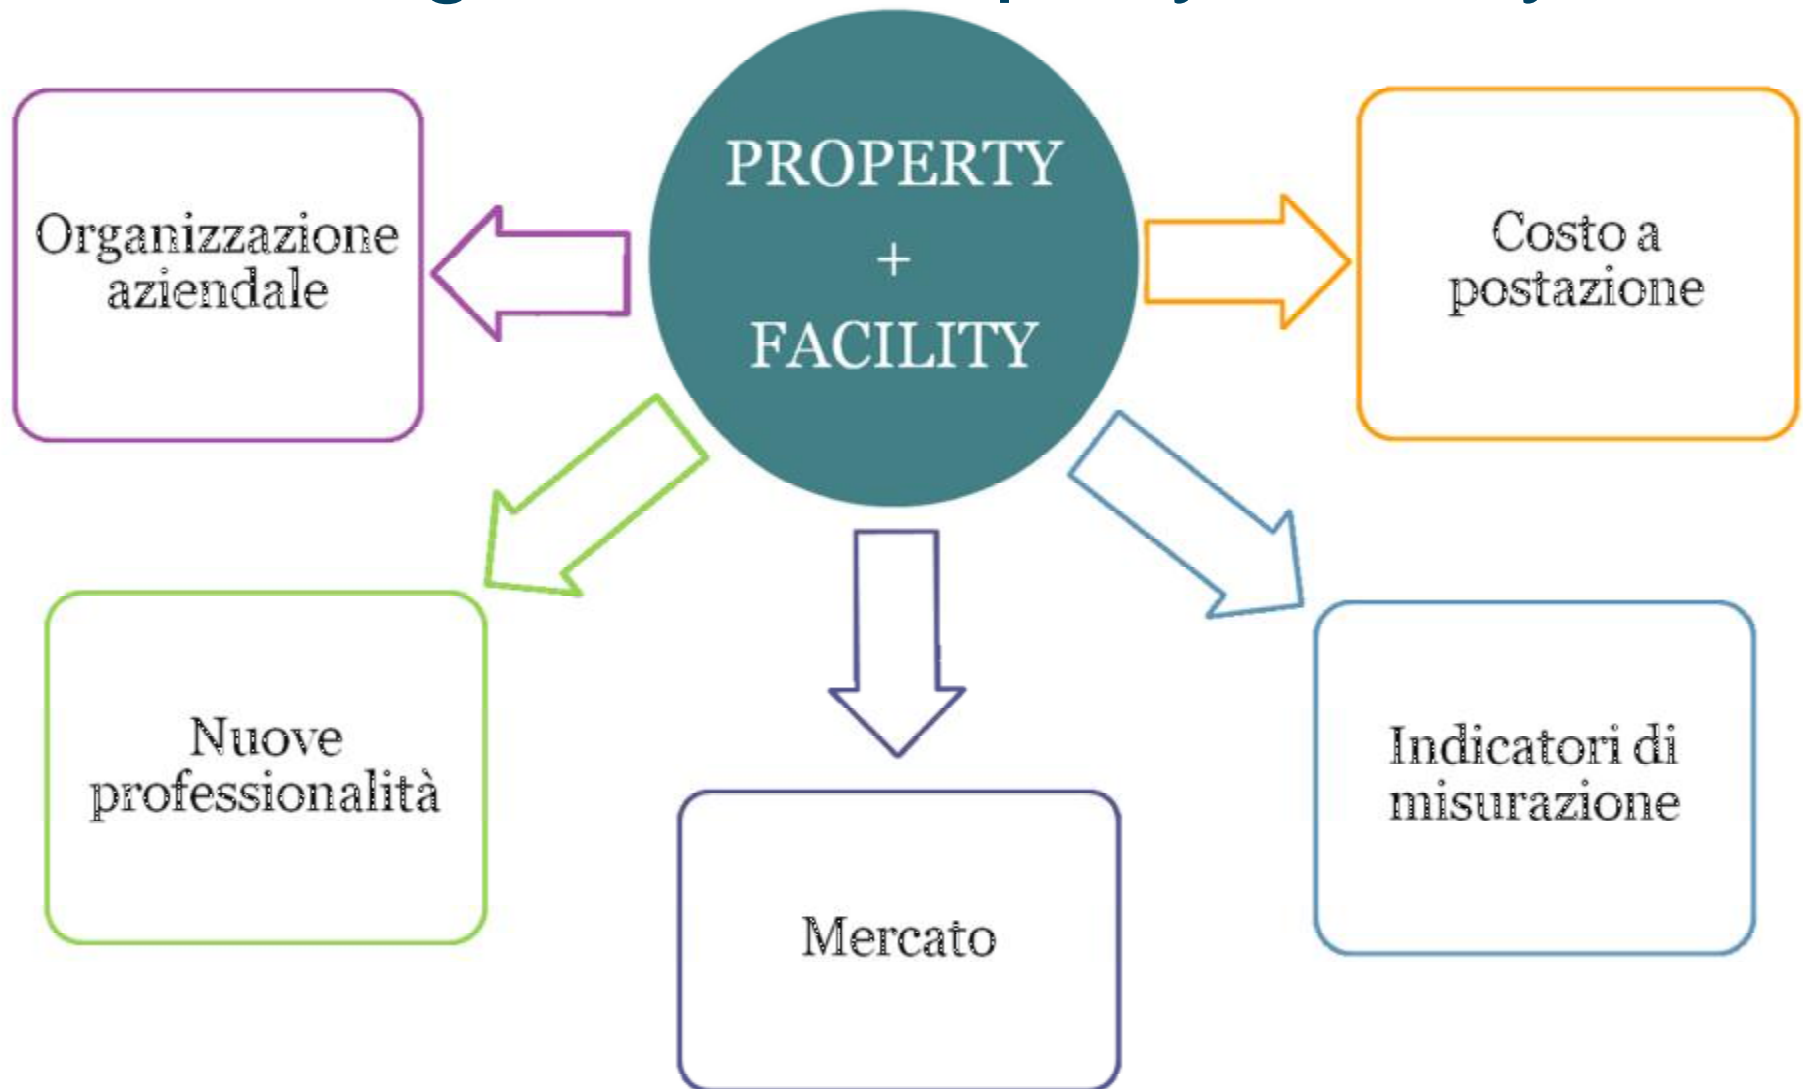 PROPERTY
+
FACILITY
Organizzazione
aziendale
Costo a
postazione
Nuove
professionalità
Indicatori di
misurazione
Mercato